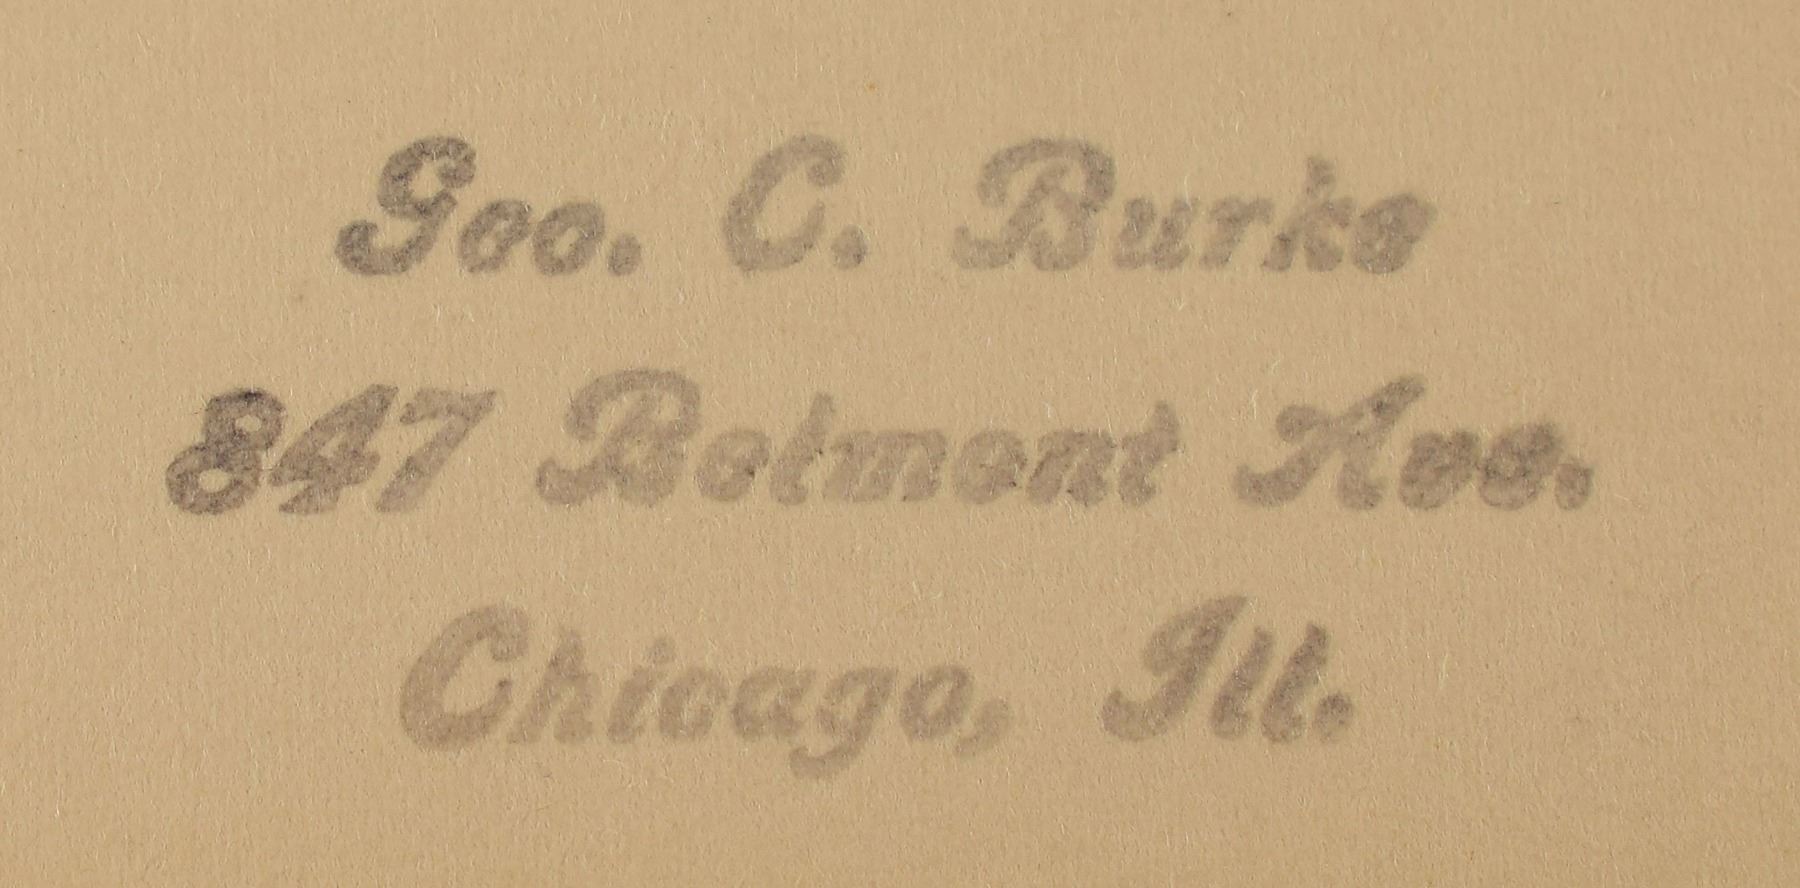 Geo. C. Burke
847 Belmont Ave.
Chicago, Ill.